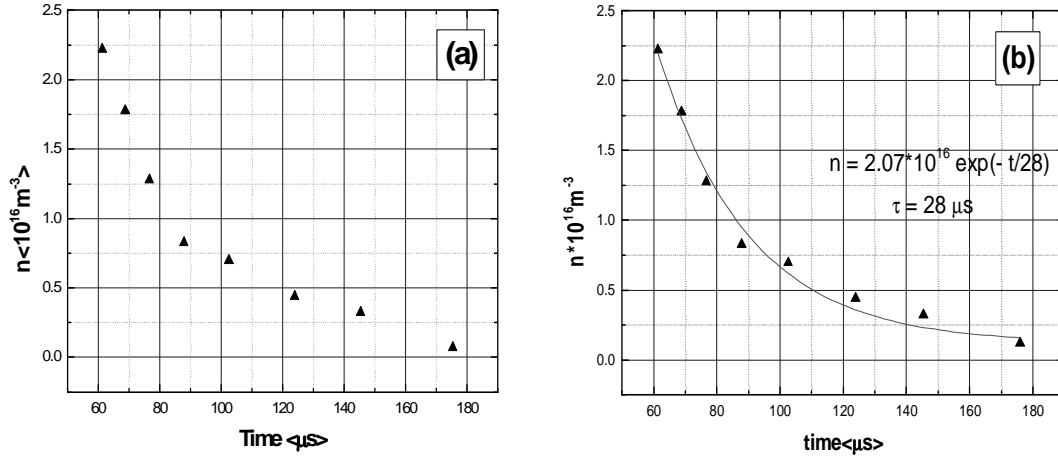 (a)
2.5
2.0
1.5
1.0
0.5
0.0
n<10¹⁶m⁻³>
60 80 100 120 140 160 180
Time<μs>
(b)
2.5
2.0
1.5
1.0
0.5
0.0
n*10¹⁶m⁻³
n = 2.07*10¹⁶ exp(- t/28)
τ = 28 μs
60 80 100 120 140 160 180
time<μs>